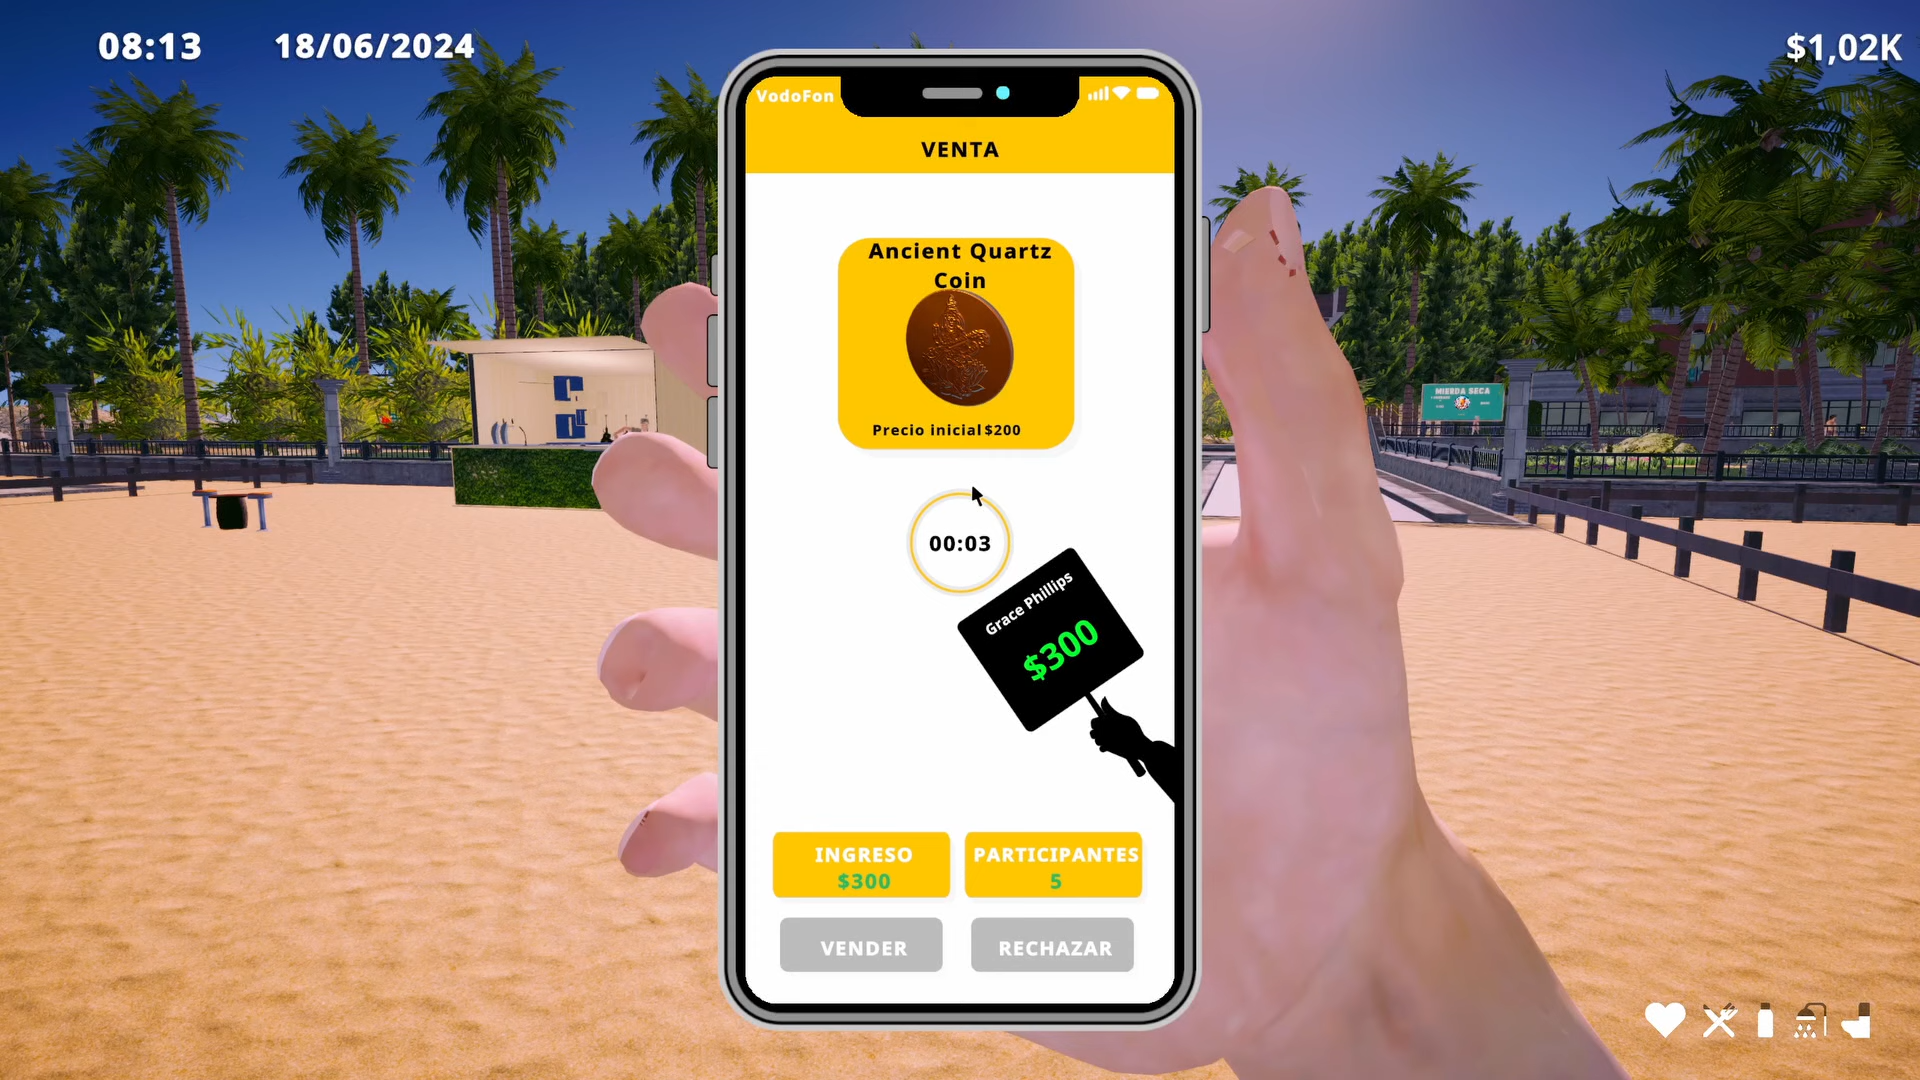 08:13
18/06/2024
$1,02K
VodoFon
VENTA
Ancient Quartz
Coin
Precio inicial $200
00:03
Grace Phillips
$300
INGRESO
$300
PARTICIPANTES
5
VENDER
RECHAZAR